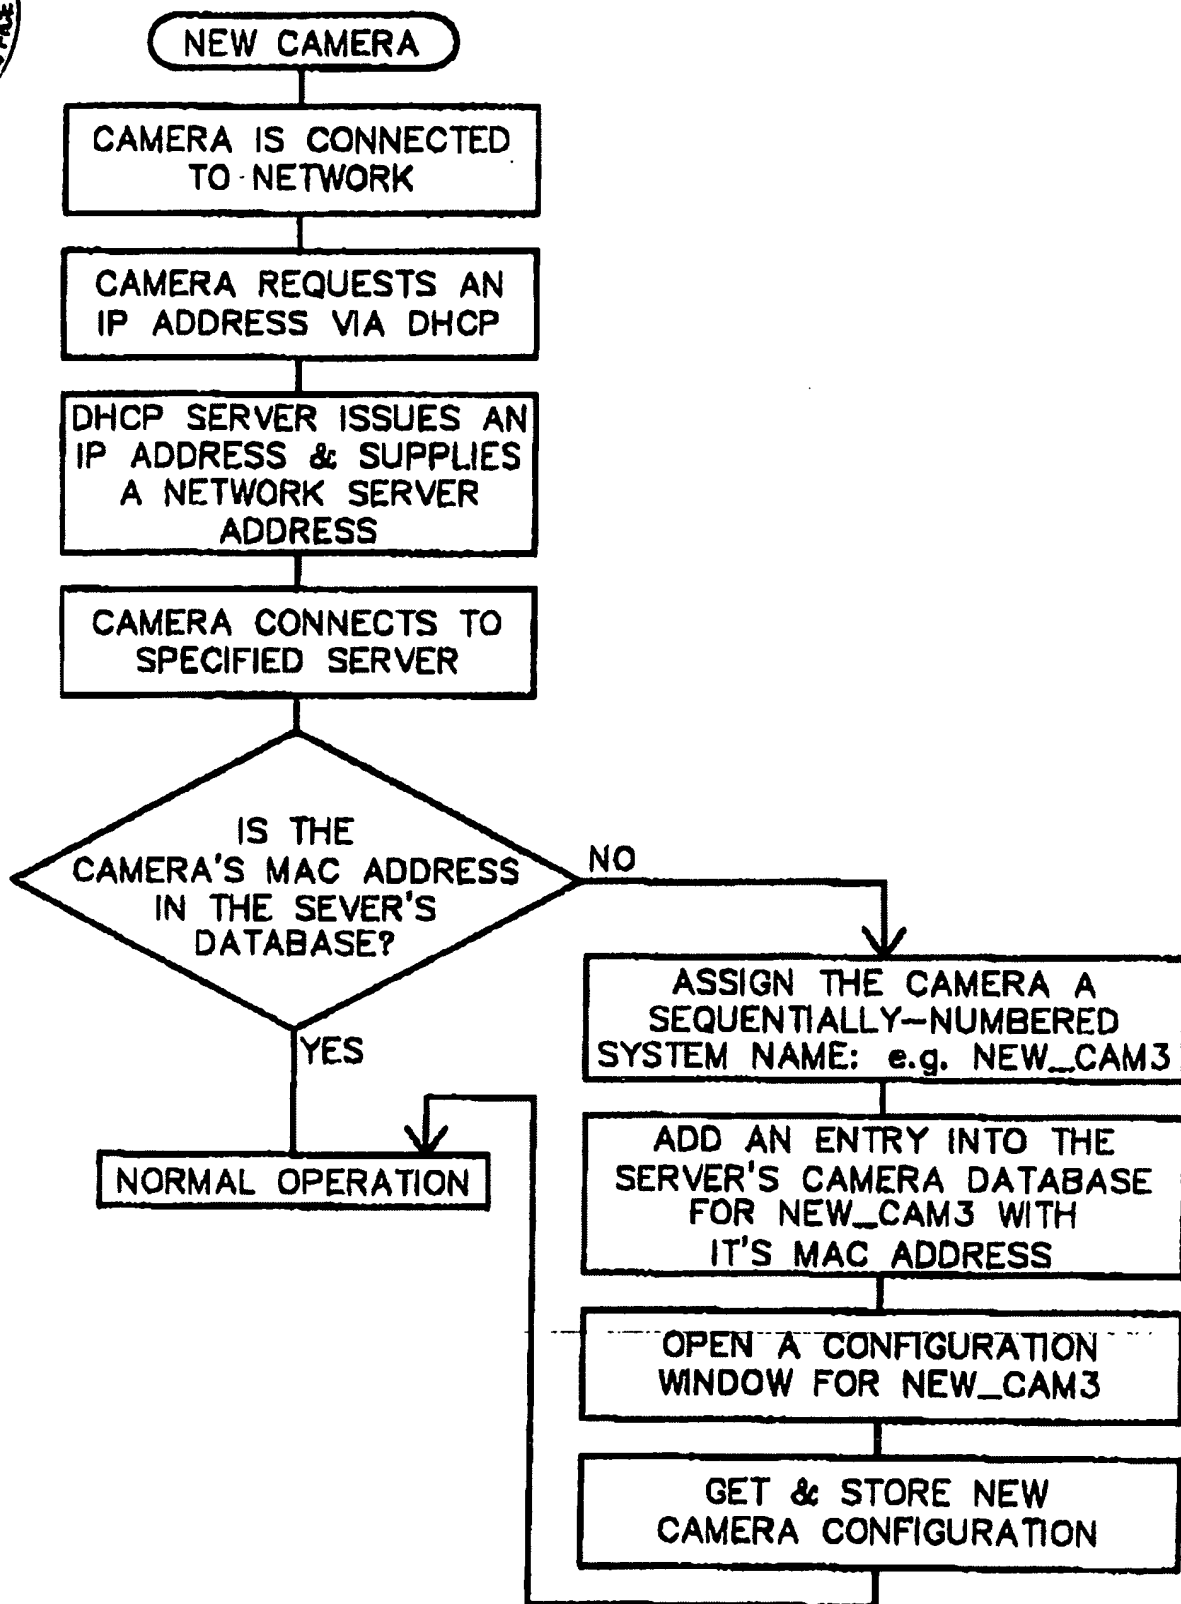 NEW CAMERA
CAMERA IS CONNECTED
TO NETWORK
CAMERA REQUESTS AN
IP ADDRESS VIA DHCP
DHCP SERVER ISSUES AN
IP ADDRESS & SUPPLIES
A NETWORK SERVER
ADDRESS
CAMERA CONNECTS TO
SPECIFIED SERVER
IS THE
CAMERA'S MAC ADDRESS
IN THE SEVER'S
DATABASE?
NO
YES
NORMAL OPERATION
ASSIGN THE CAMERA A
SEQUENTIALLY-NUMBERED
SYSTEM NAME: e.g. NEW_CAM3
ADD AN ENTRY INTO THE
SERVER'S CAMERA DATABASE
FOR NEW_CAM3 WITH
IT'S MAC ADDRESS
OPEN A CONFIGURATION
WINDOW FOR NEW_CAM3
GET & STORE NEW
CAMERA CONFIGURATION